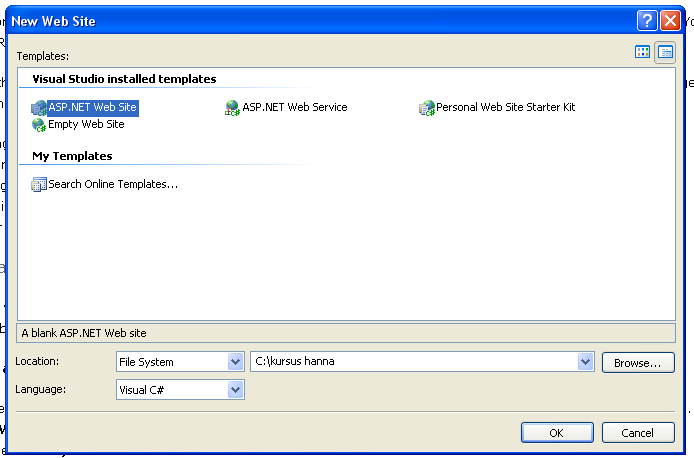 New Web Site
Templates:
Visual Studio installed templates
ASP.NET Web Site ASP.NET Web Service Personal Web Site Starter Kit
Empty Web Site
My Templates
Search Online Templates...
A blank ASP.NET Web site
Location: File System C:\kursus hanna Browse...
Language: Visual C#
OK Cancel